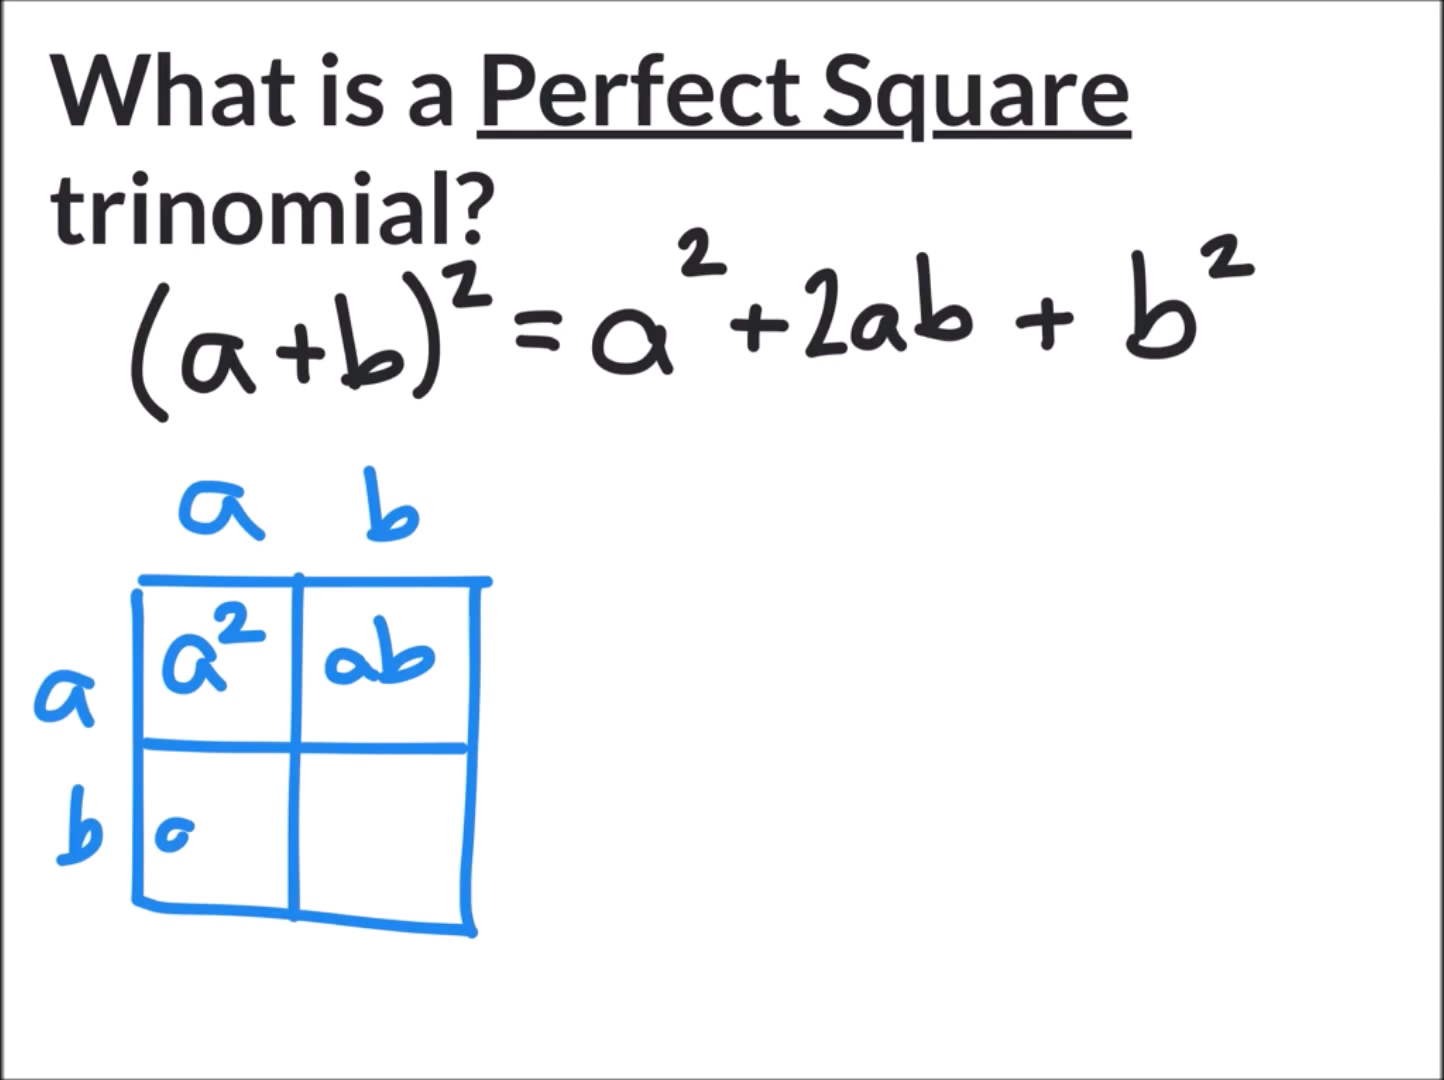 What is a Perfect Square
trinomial?
(a+b)² = a² + 2ab + b²
a b
a a² ab
b a